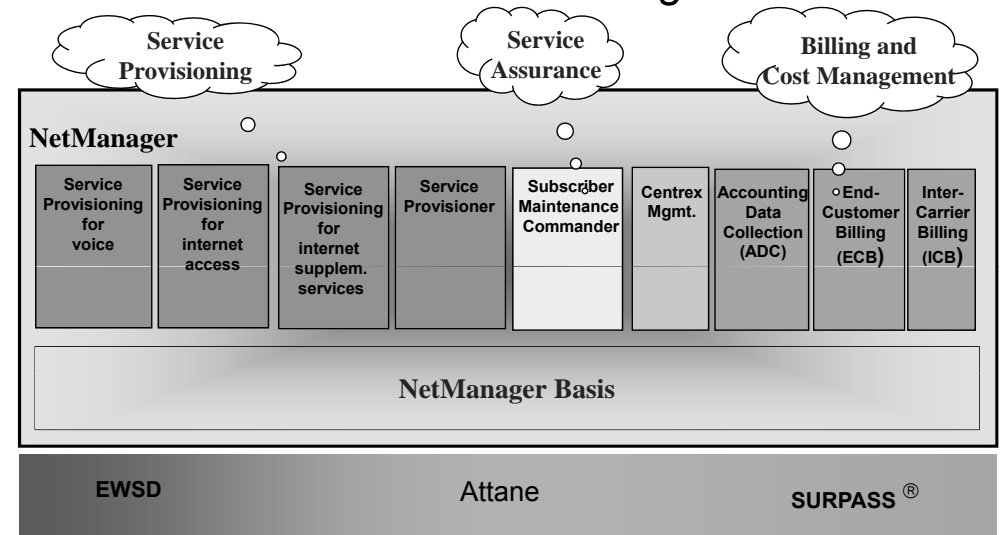 Service
Provisioning
Service
Assurance
Billing and
Cost Management
NetManager
Service
Provisioning
for
voice
Service
Provisioning
for
internet
access
Service
Provisioning
for
internet
supplem.
services
Service
Provisioner
Subscriber
Maintenance
Commander
Centrex
Mgmt.
Accounting
Data
Collection
(ADC)
End-
Customer
Billing
(ECB)
Inter-
Carrier
Billing
(ICB)
NetManager Basis
EWSD
Attane
SURPASS ®